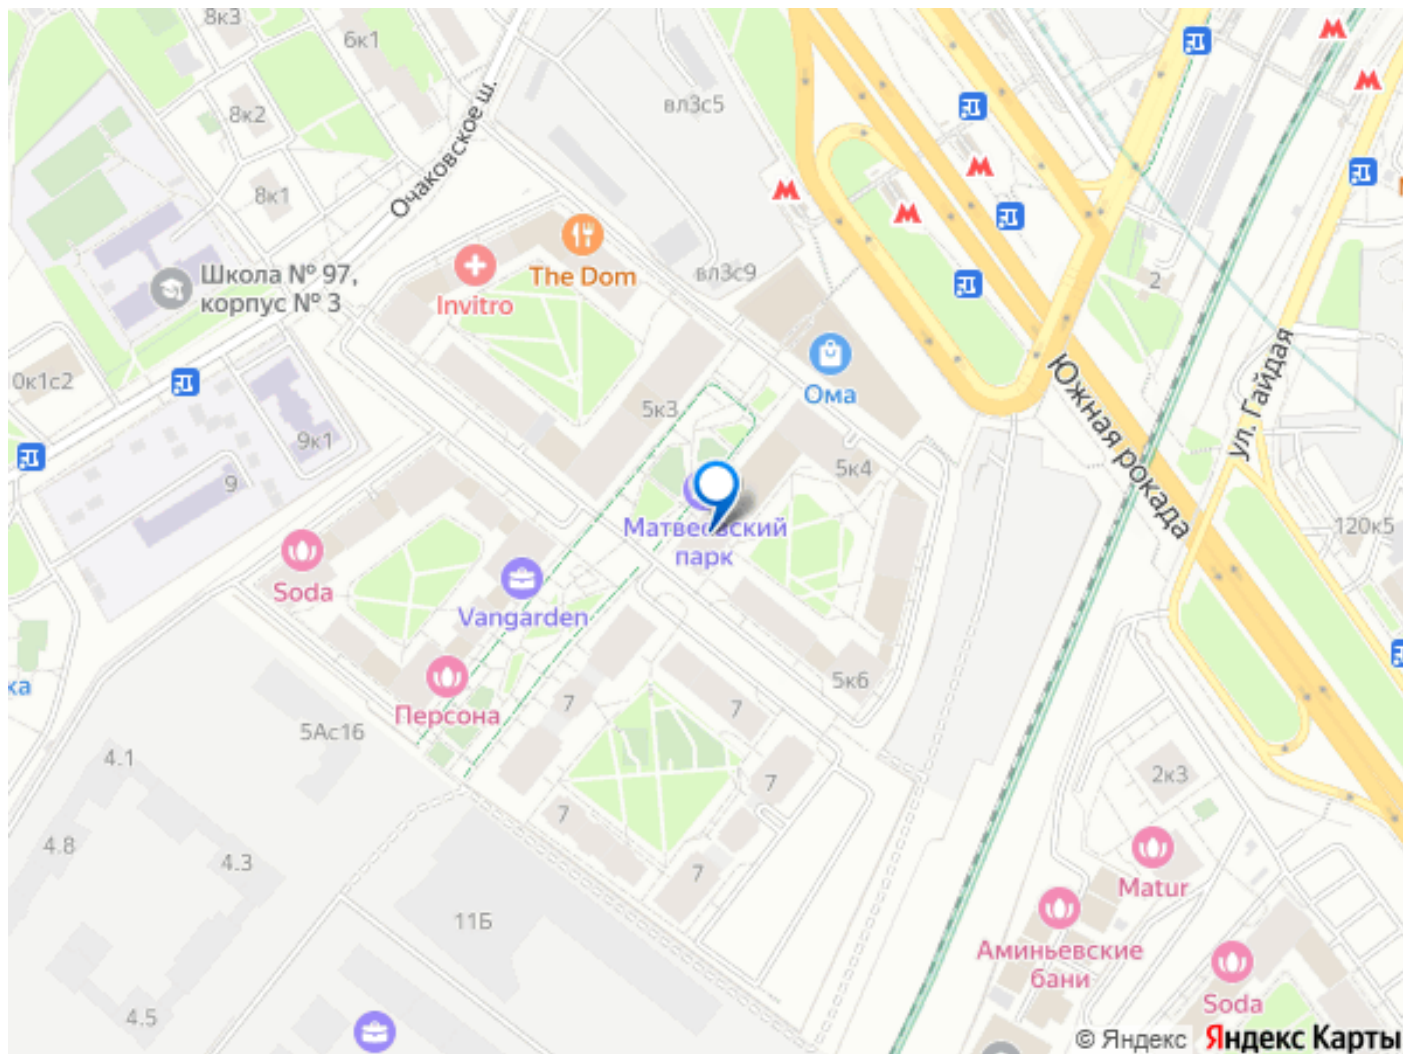 8к3
6к1
8к2
вл3с5
Очаковское ш.
8к1
Школа № 97,
корпус № 3
The Dom
Invitro
вл3с9
2
0к1с2
Ома
5к3
Южная рокада
ул. Гайдая
9к1
9
5к4
120к5
Матвеевский
парк
Soda
Vangarden
5к6
ка
Персона
7
7
5Ас16
4.1
7
7
2к3
4.8
4.3
7
Matur
11Б
Аминьевские
бани
4.5
Soda
© Яндекс Яндекс Карты